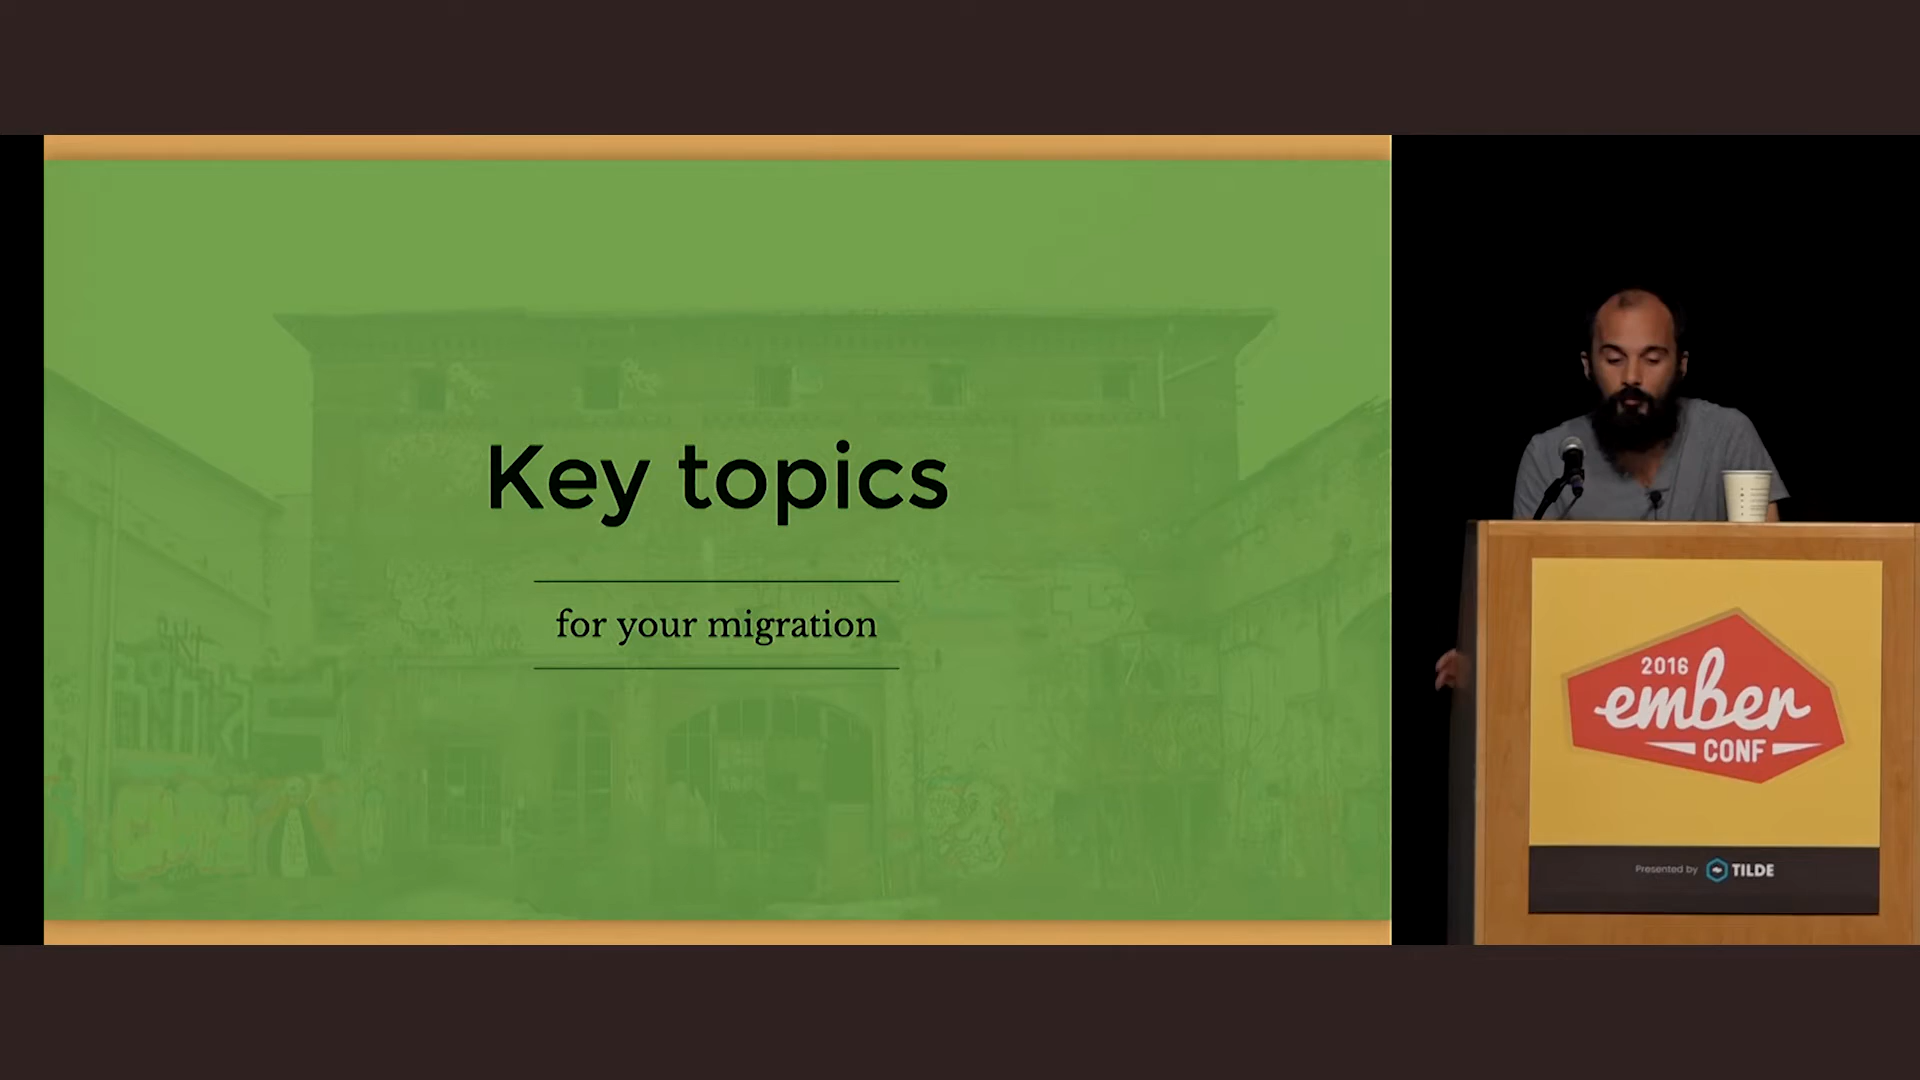 Key topics
for your migration
2016
ember
CONF
Presented by TILDE